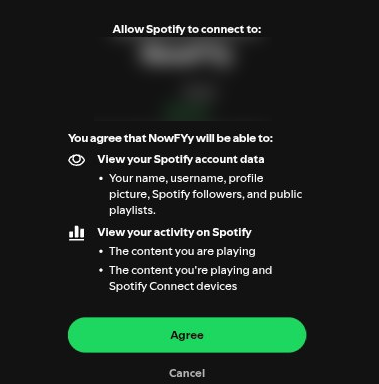 Allow Spotify to connect to:
You agree that NowFYy will be able to:
View your Spotify account data
• Your name, username, profile
picture, Spotify followers, and public
playlists.
View your activity on Spotify
• The content you are playing
• The content you're playing and
Spotify Connect devices
Agree
Cancel